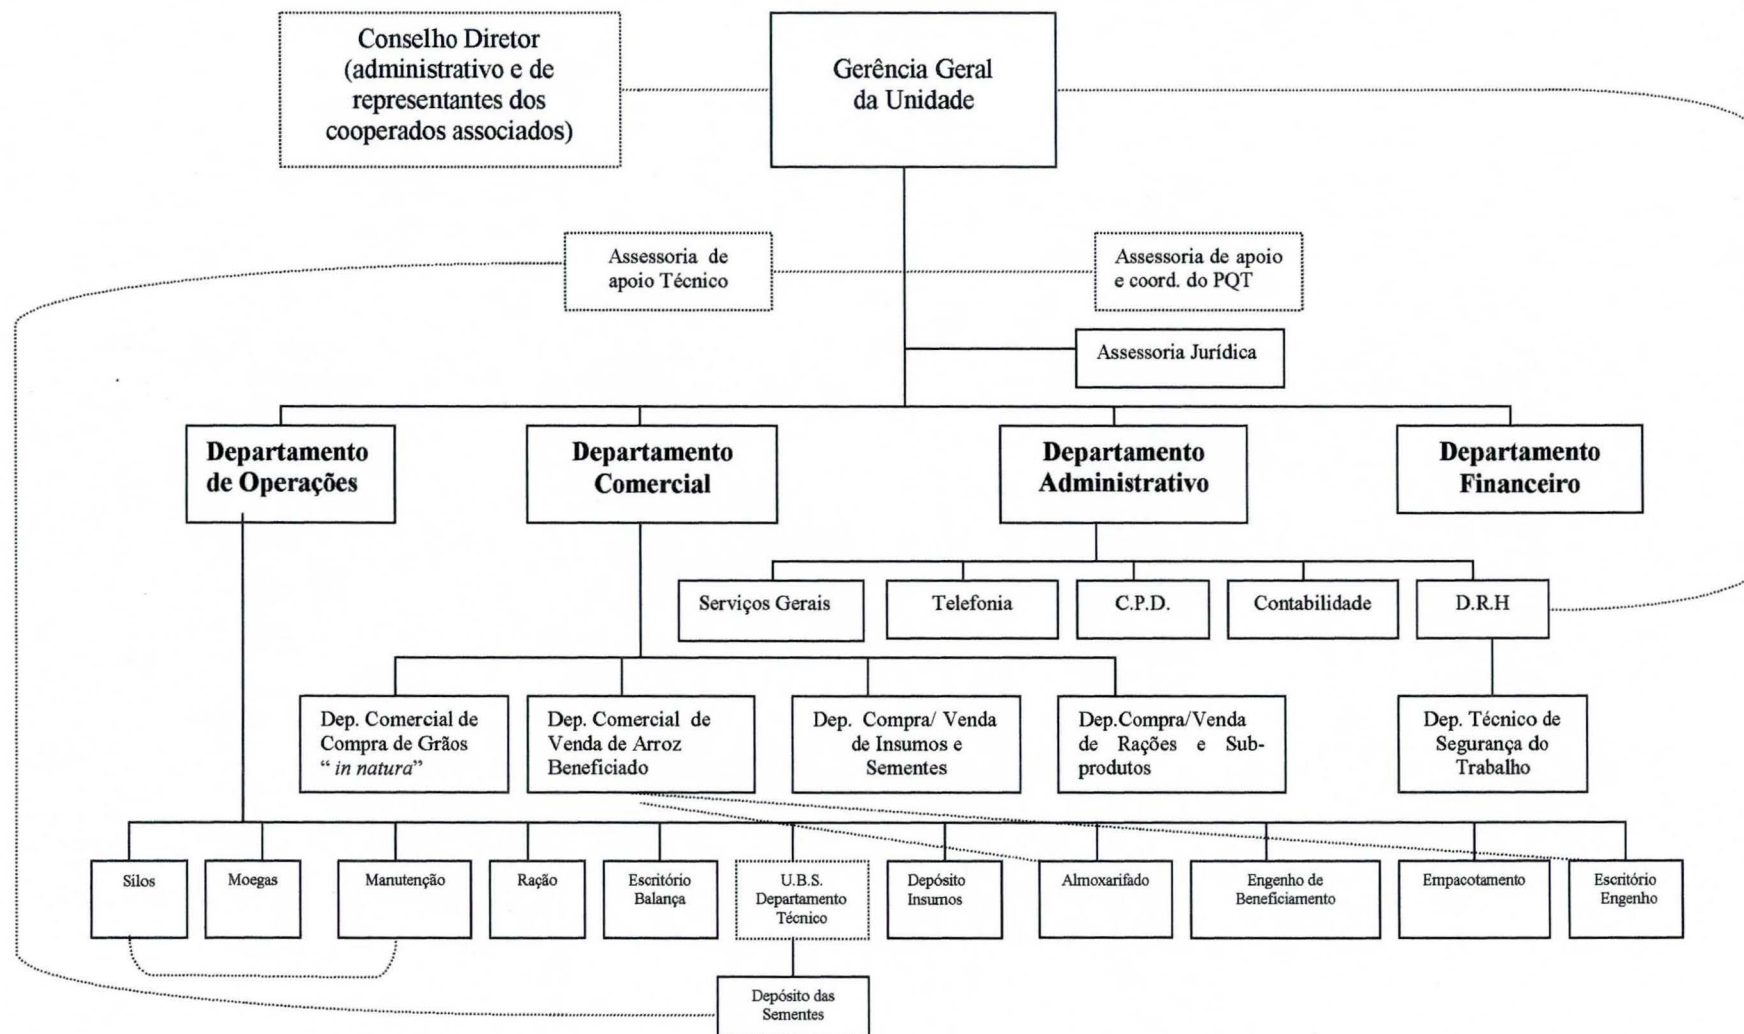 Conselho Diretor
(administrativo e de
representantes dos
cooperados associados)
Gerência Geral
da Unidade
Assessoria de
apoio Técnico
Assessoria de apoio
e coord. do PQT
Assessoria Jurídica
Departamento
de Operações
Departamento
Comercial
Departamento
Administrativo
Departamento
Financeiro
Serviços Gerais
Telefonia
C.P.D.
Contabilidade
D.R.H
Dep. Comercial de
Compra de Grãos
“ in natura”
Dep. Comercial de
Venda de Arroz
Beneficiado
Dep. Compra/ Venda
de Insumos e
Sementes
Dep.Compra/Venda
de Rações e Sub-
produtos
Dep. Técnico de
Segurança do
Trabalho
Silos
Moegas
Manutenção
Ração
Escritório
Balança
U.B.S.
Departamento
Técnico
Depósito
Insumos
Almoxarifado
Engenho de
Beneficiamento
Empacotamento
Escritório
Engenho
Depósito das
Sementes